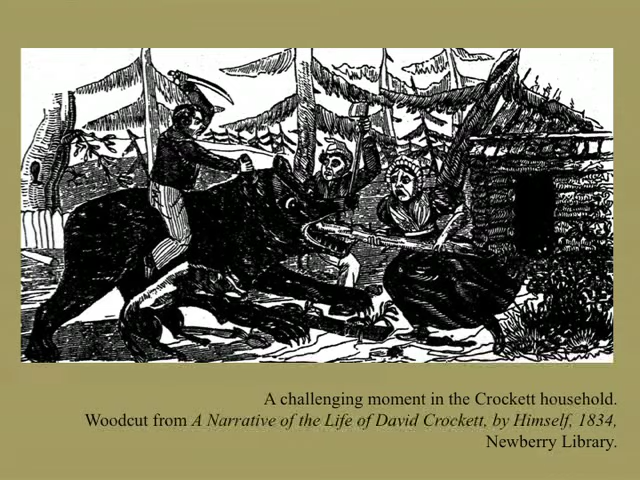 A challenging moment in the Crockett household.
Woodcut from A Narrative of the Life of David Crockett, by Himself, 1834,
Newberry Library.